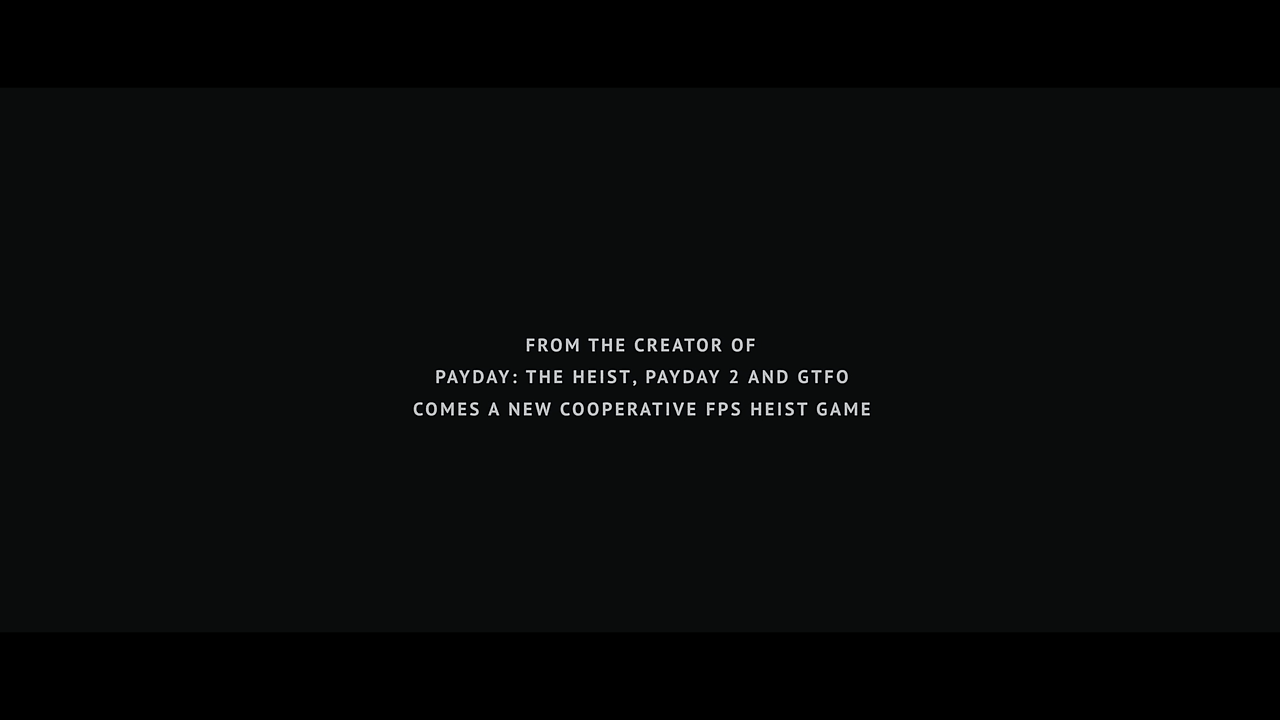 FROM THE CREATOR OF
PAYDAY: THE HEIST, PAYDAY 2 AND GTFO
COMES A NEW COOPERATIVE FPS HEIST GAME